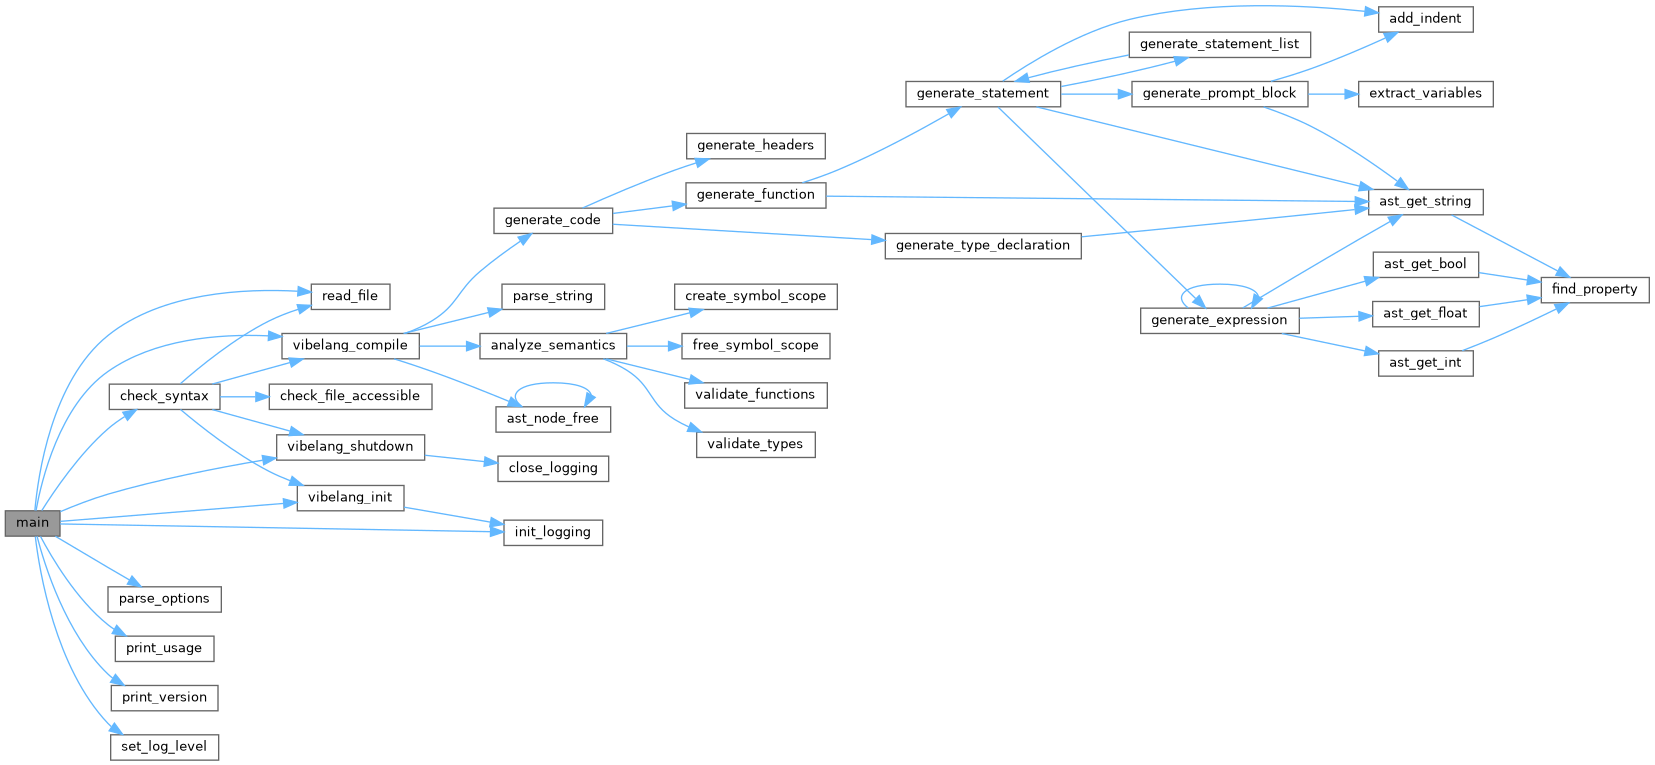 add_indent
generate_statement_list
generate_statement
generate_prompt_block
extract_variables
generate_headers
generate_function
ast_get_string
generate_code
generate_type_declaration
ast_get_bool
find_property
read_file
parse_string
create_symbol_scope
ast_get_float
generate_expression
vibelang_compile
analyze_semantics
free_symbol_scope
ast_get_int
check_syntax
check_file_accessible
validate_functions
ast_node_free
vibelang_shutdown
validate_types
close_logging
vibelang_init
main
init_logging
parse_options
print_usage
print_version
set_log_level